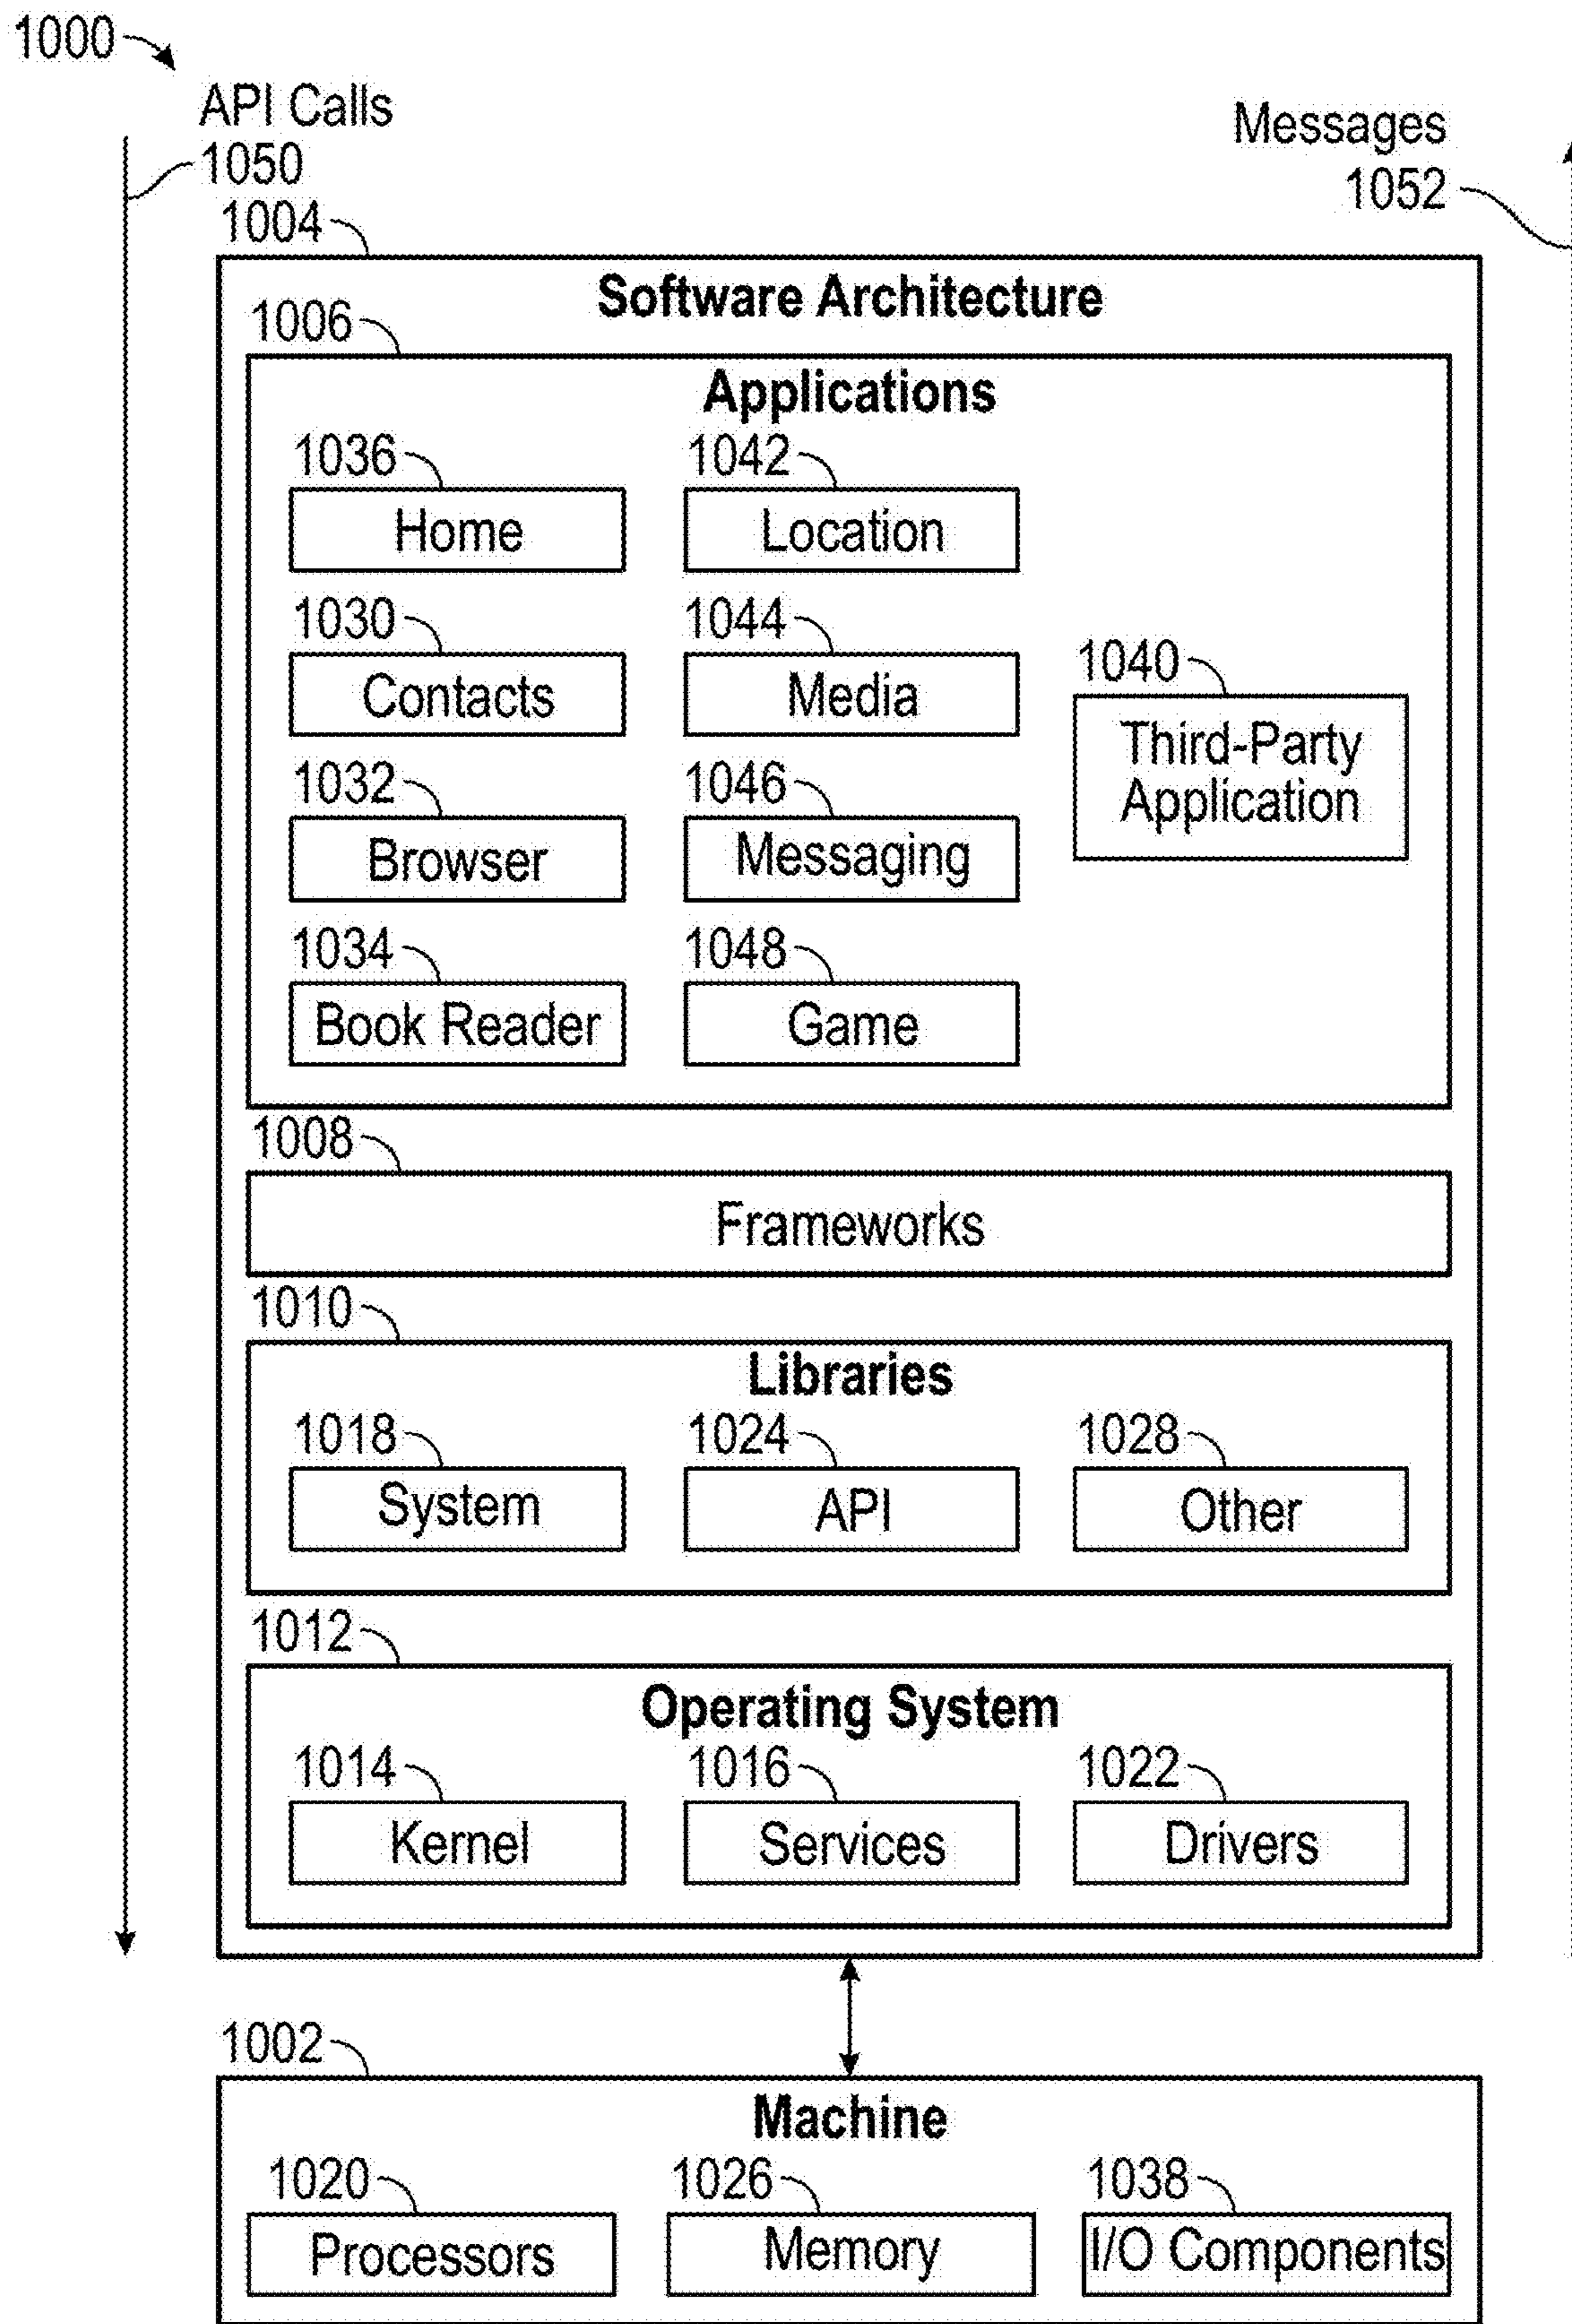 1000
API Calls
1050
Messages
1052
1004
Software Architecture
1006
Applications
1036
1042
Home
Location
1030
1044
1040
Contacts
Media
Third-Party
Application
1032
1046
Browser
Messaging
1034
1048
Book Reader
Game
1008
Frameworks
1010
Libraries
1018
1024
1028
System
API
Other
1012
Operating System
1014
1016
1022
Kernel
Services
Drivers
1002
Machine
1020
1026
1038
Processors
Memory
I/O Components